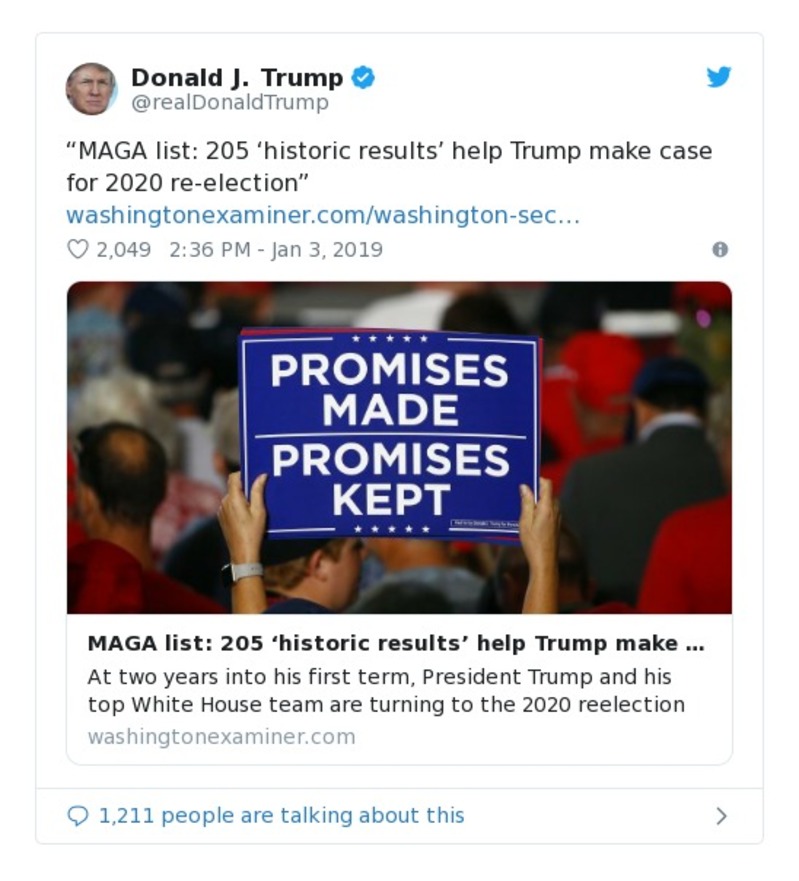 Donald J. Trump
@realDonaldTrump
“MAGA list: 205 ‘historic results’ help Trump make case
for 2020 re-election”
washingtonexaminer.com/washington-sec…
2,049 2:36 PM - Jan 3, 2019
PROMISES
MADE
PROMISES
KEPT
MAGA list: 205 ‘historic results’ help Trump make ...
At two years into his first term, President Trump and his
top White House team are turning to the 2020 reelection
washingtonexaminer.com
1,211 people are talking about this